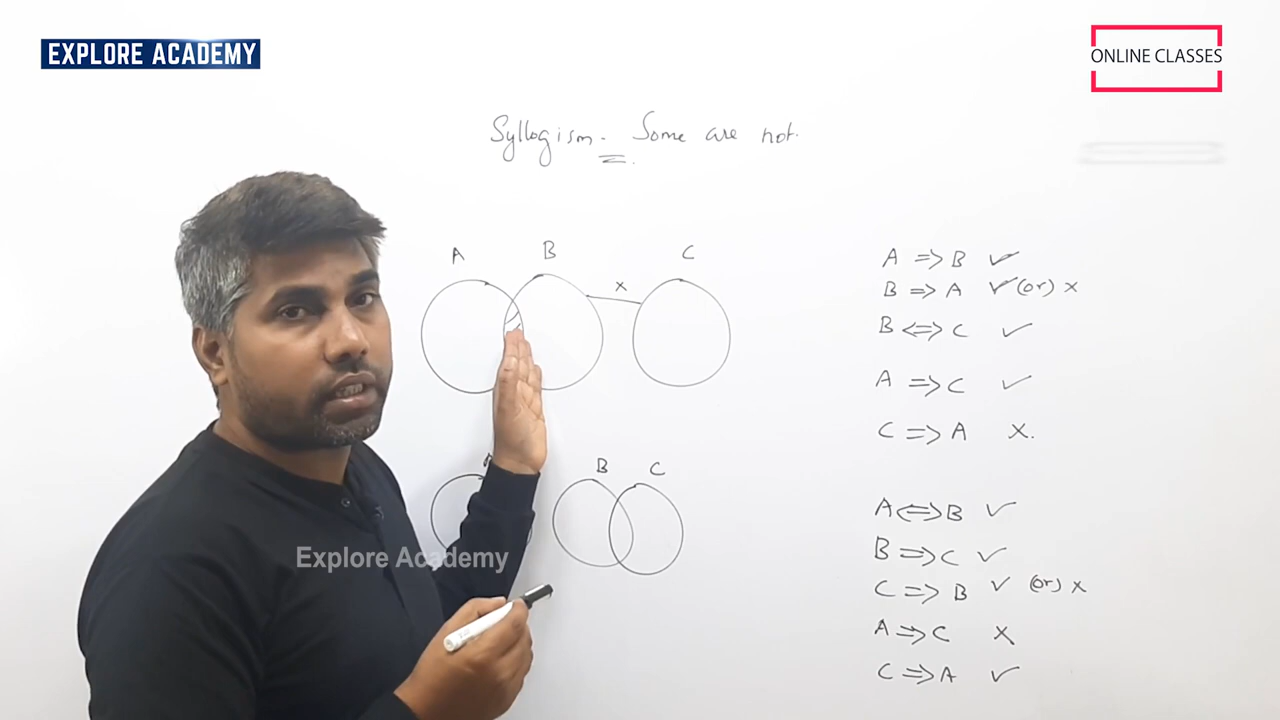 EXPLORE ACADEMY
ONLINE CLASSES
Syllogism - Some are not.
A B C
x
A ⇒ B ✓
B ⇒ A ✓ (or) x
B ⇔ C ✓
A ⇒ C ✓
C ⇒ A X.
B C
A ⇔ B ✓
B ⇒ C ✓
C ⇒ B ✓ (or) x
A ⇒ C X
C ⇒ A ✓
Explore Academy